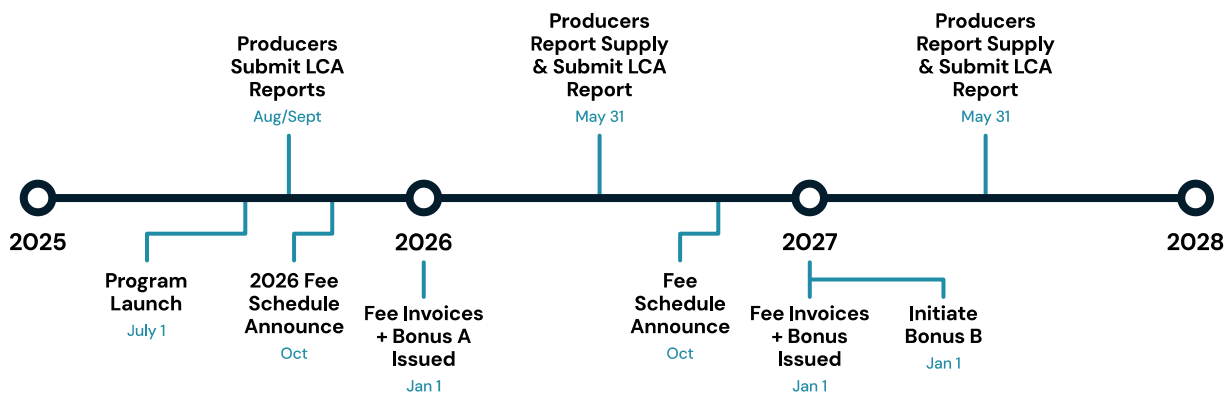 Producers
Submit LCA
Reports
Aug/Sept
Producers
Report Supply
& Submit LCA
Report
May 31
Producers
Report Supply
& Submit LCA
Report
May 31
2025
2026
2027
2028
Program
Launch
July 1
2026 Fee
Schedule
Announce
Oct
Fee Invoices
+ Bonus A
Issued
Jan 1
Fee
Schedule
Announce
Oct
Fee Invoices
+ Bonus
Issued
Jan 1
Initiate
Bonus B
Jan 1